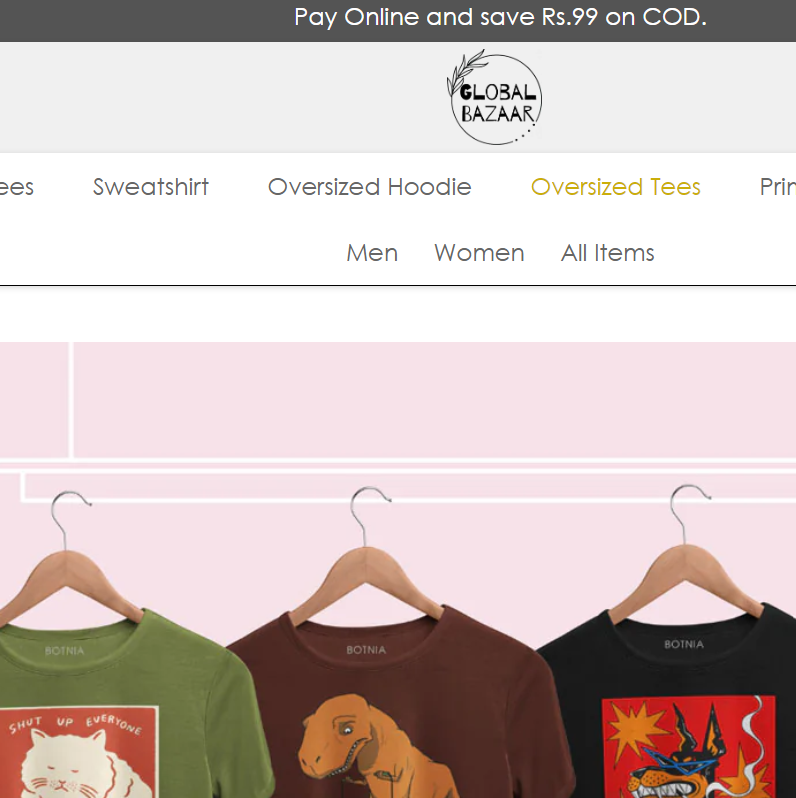 Pay Online and save Rs.99 on COD.
GLOBAL
BAZAAR
ees Sweatshirt Oversized Hoodie Oversized Tees Prin
Men Women All Items
BOTNIA BOTNIA BOTNIA
SHUT UP EVERYONE